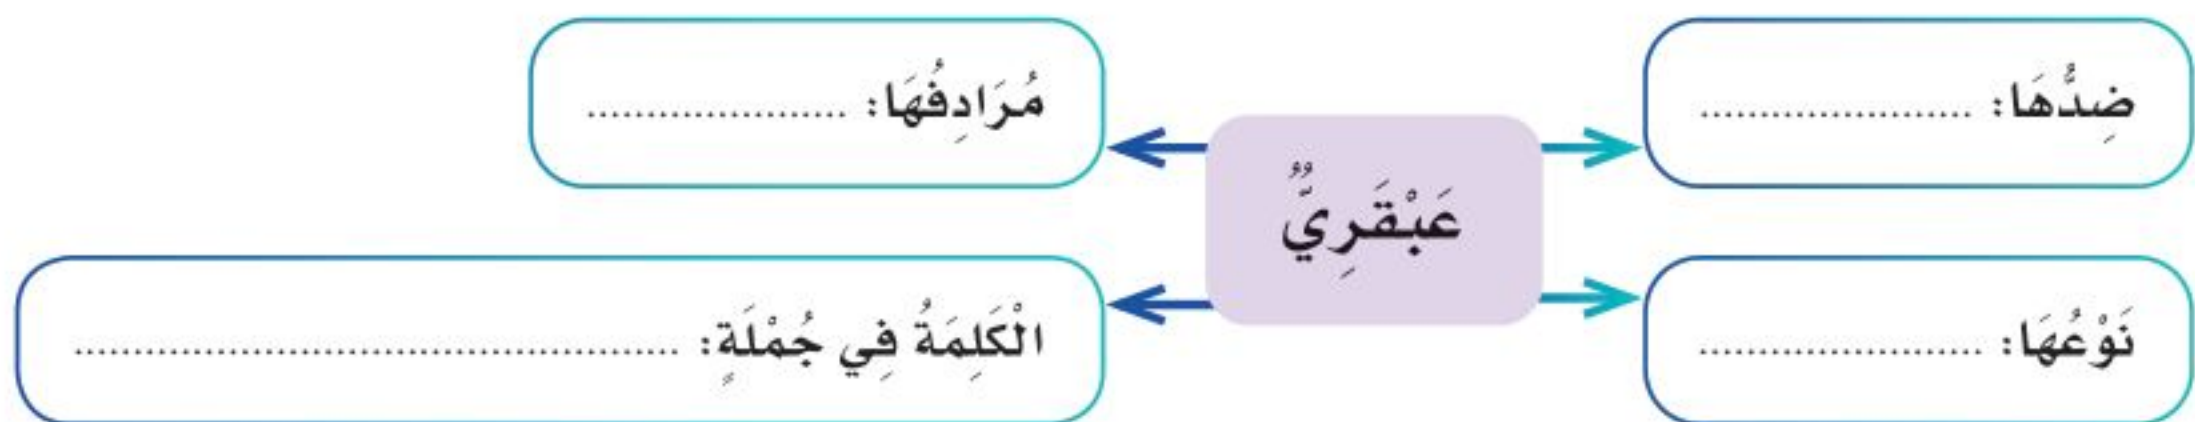 ضِدُّهَا: ......................
مُرَادِفُهَا: ......................
عَبْقَرِيٌّ
نَوْعُهَا: ......................
الْكَلِمَةُ فِي جُمْلَةٍ: ..................................................